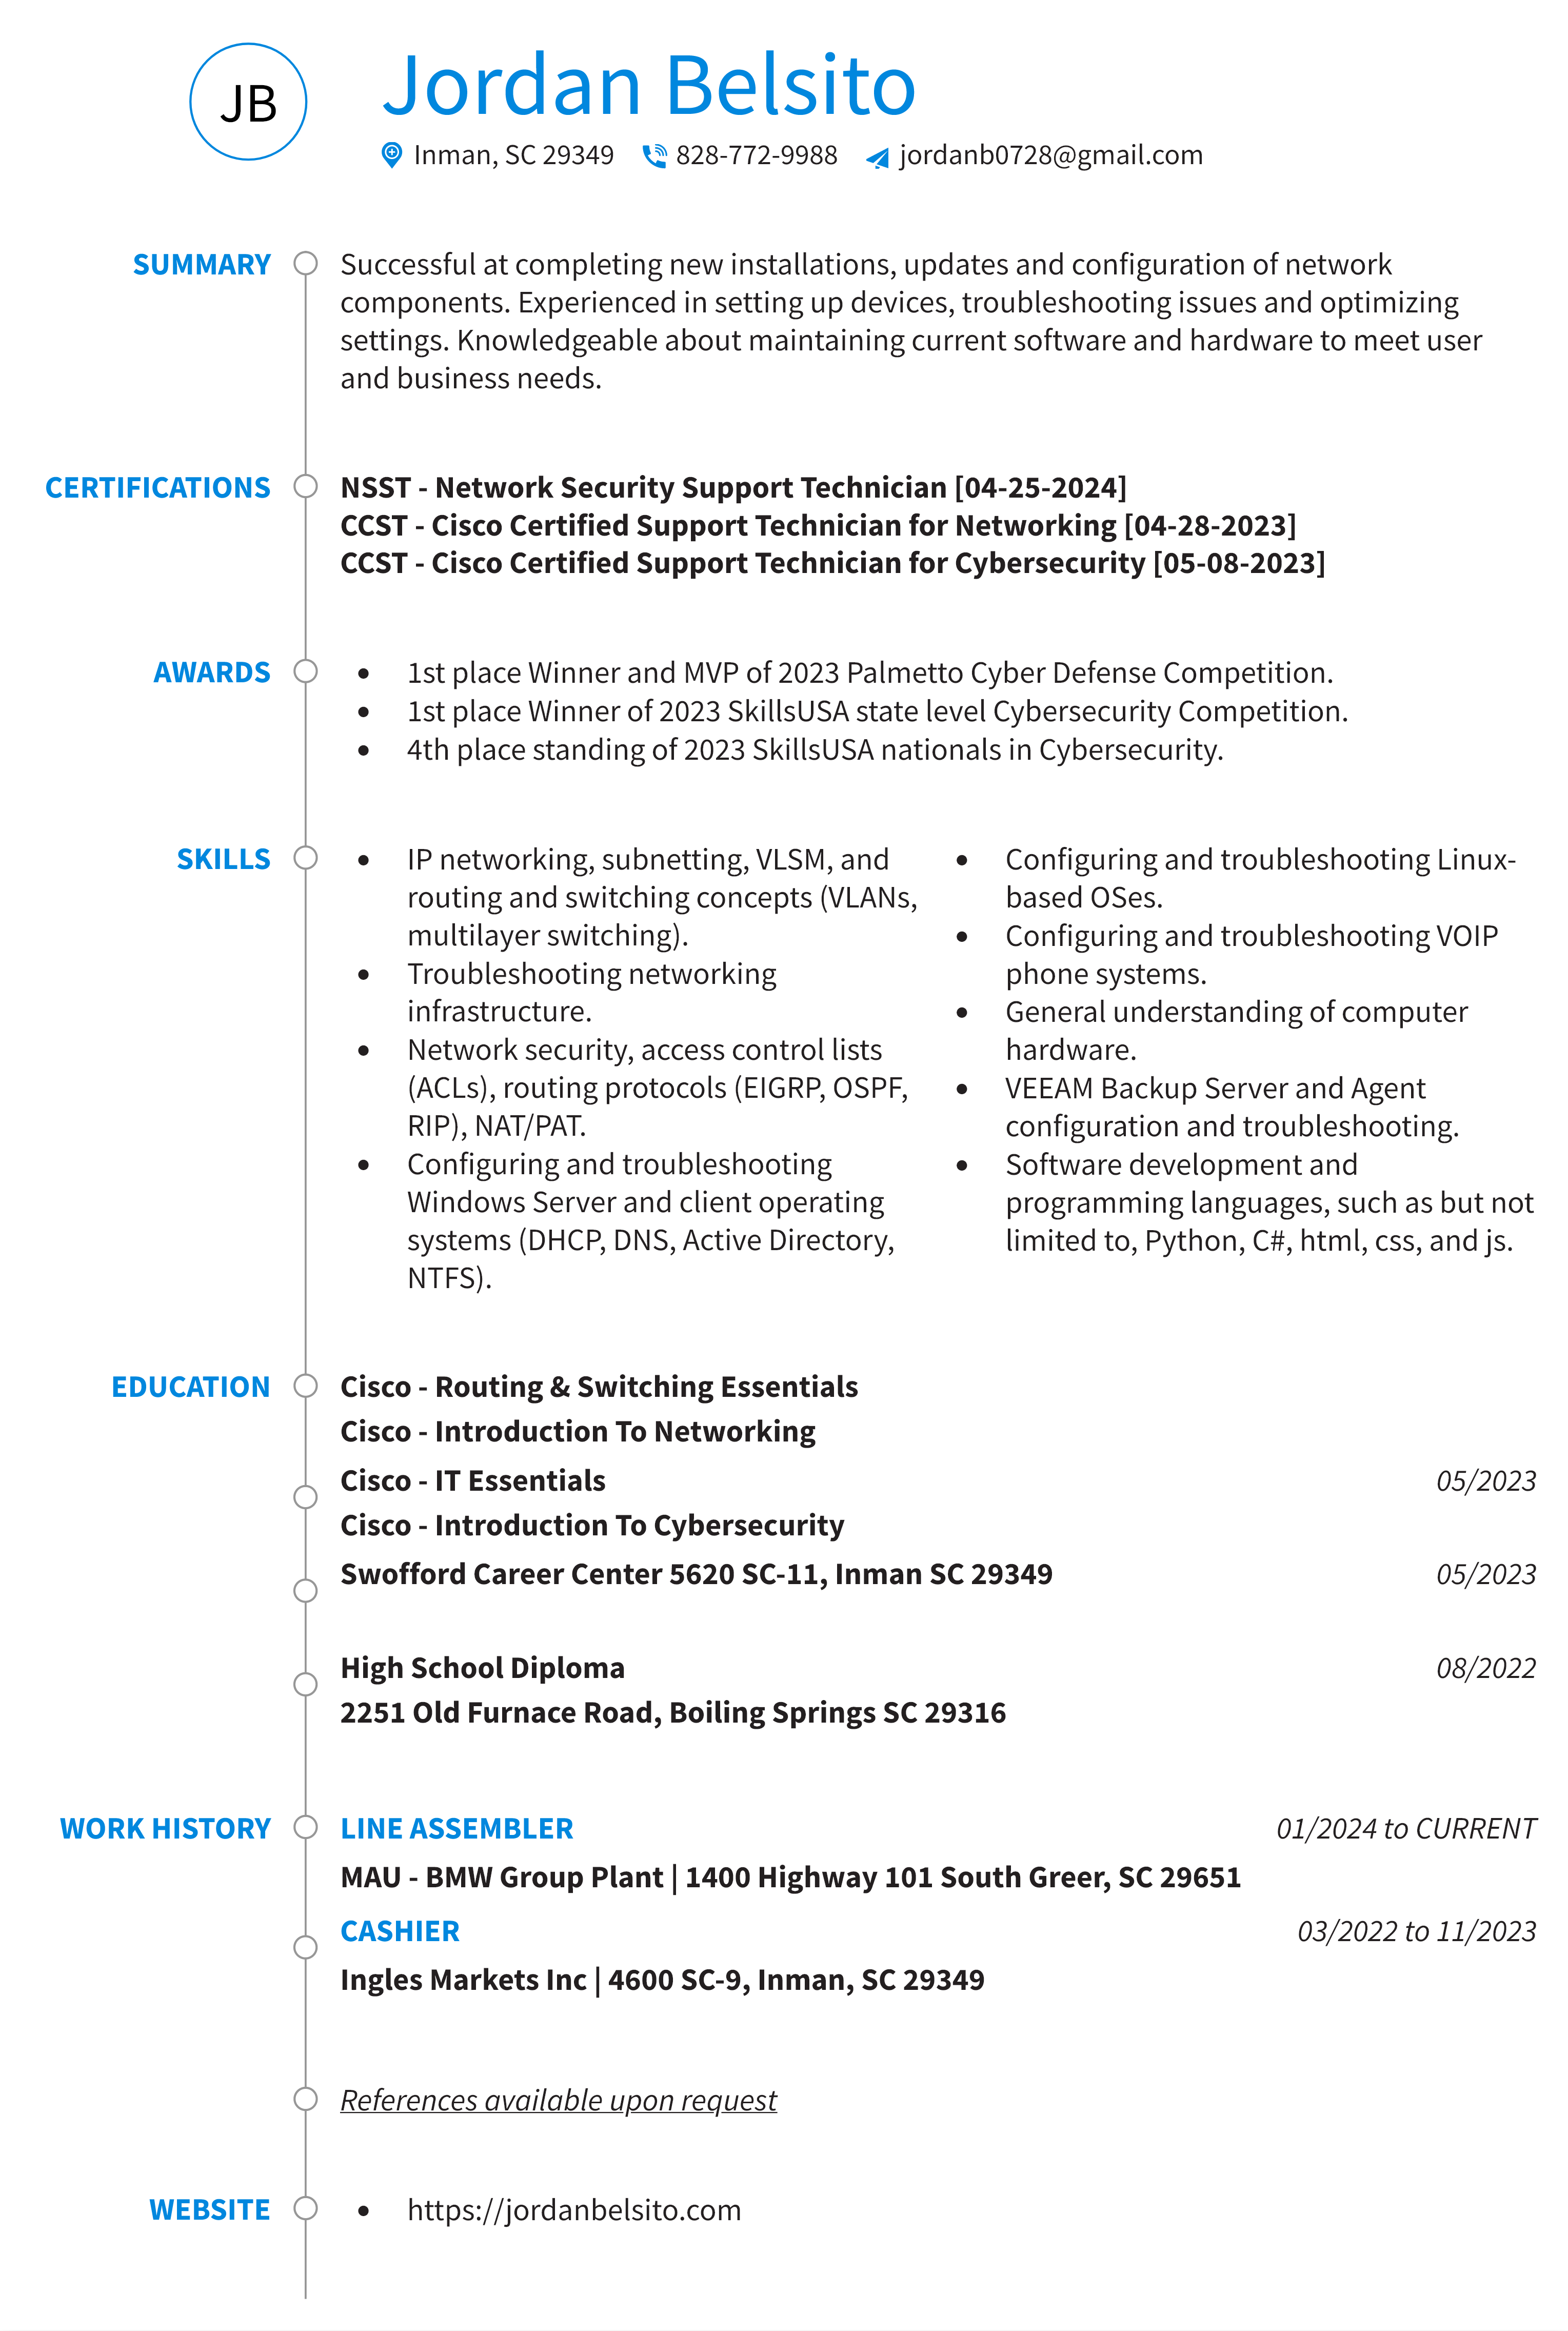 JB
Jordan Belsito
Inman, SC 29349 828-772-9988 jordanb0728@gmail.com
SUMMARY
Successful at completing new installations, updates and configuration of network
components. Experienced in setting up devices, troubleshooting issues and optimizing
settings. Knowledgeable about maintaining current software and hardware to meet user
and business needs.
CERTIFICATIONS
NSST - Network Security Support Technician [04-25-2024]
CCST - Cisco Certified Support Technician for Networking [04-28-2023]
CCST - Cisco Certified Support Technician for Cybersecurity [05-08-2023]
AWARDS
• 1st place Winner and MVP of 2023 Palmetto Cyber Defense Competition.
• 1st place Winner of 2023 SkillsUSA state level Cybersecurity Competition.
• 4th place standing of 2023 SkillsUSA nationals in Cybersecurity.
SKILLS
• IP networking, subnetting, VLSM, and
routing and switching concepts (VLANs,
multilayer switching).
• Troubleshooting networking
infrastructure.
• Network security, access control lists
(ACLs), routing protocols (EIGRP, OSPF,
RIP), NAT/PAT.
• Configuring and troubleshooting
Windows Server and client operating
systems (DHCP, DNS, Active Directory,
NTFS).
• Configuring and troubleshooting Linux-
based OSes.
• Configuring and troubleshooting VOIP
phone systems.
• General understanding of computer
hardware.
• VEEAM Backup Server and Agent
configuration and troubleshooting.
• Software development and
programming languages, such as but not
limited to, Python, C#, html, css, and js.
EDUCATION
Cisco - Routing & Switching Essentials
Cisco - Introduction To Networking
Cisco - IT Essentials 05/2023
Cisco - Introduction To Cybersecurity
Swofford Career Center 5620 SC-11, Inman SC 29349 05/2023
High School Diploma 08/2022
2251 Old Furnace Road, Boiling Springs SC 29316
WORK HISTORY
LINE ASSEMBLER 01/2024 to CURRENT
MAU - BMW Group Plant | 1400 Highway 101 South Greer, SC 29651
CASHIER 03/2022 to 11/2023
Ingles Markets Inc | 4600 SC-9, Inman, SC 29349
References available upon request
WEBSITE
• https://jordanbelsito.com